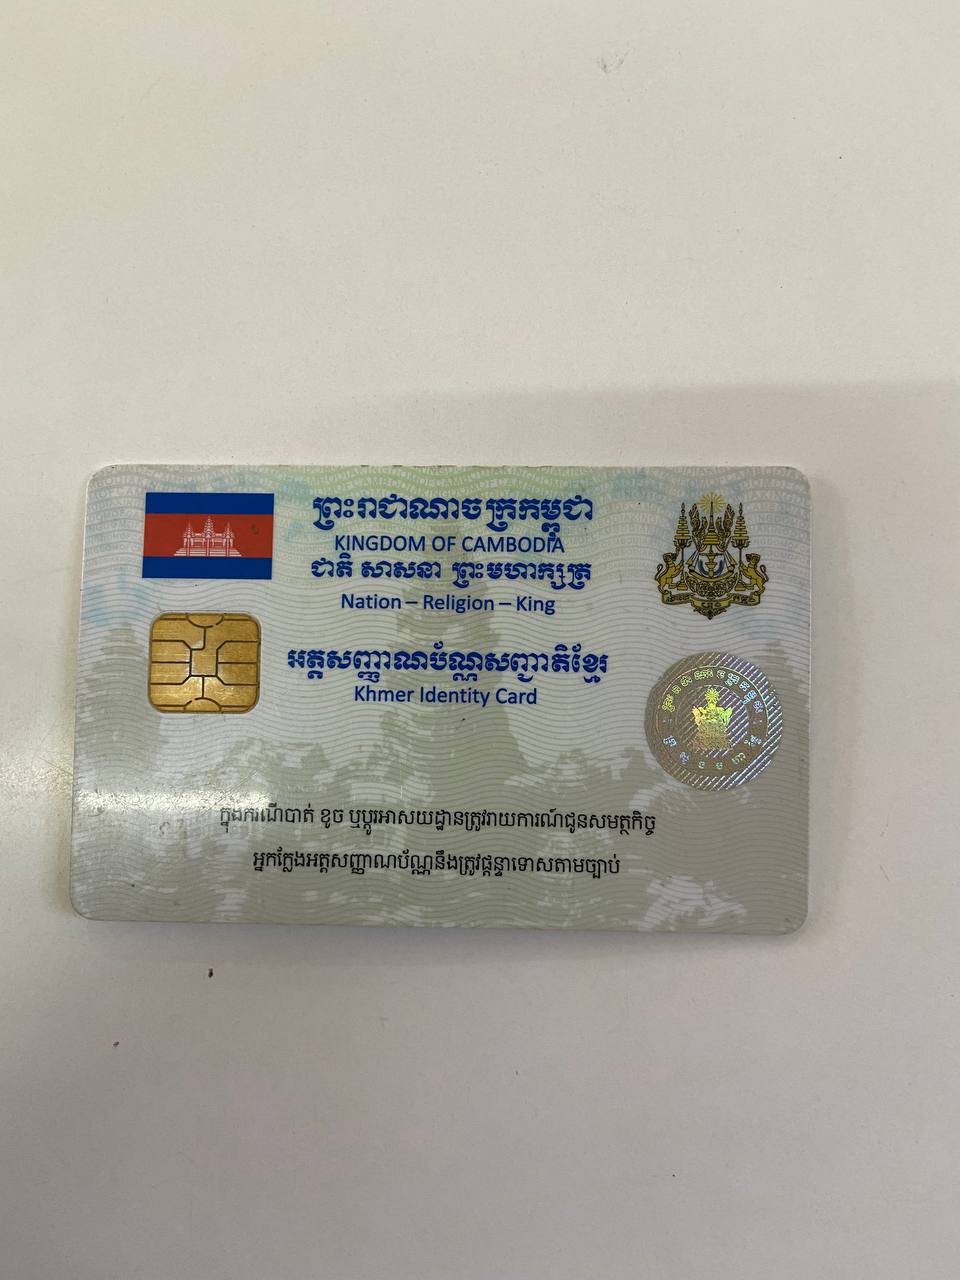 ព្រះរាជាណាចក្រកម្ពុជា
KINGDOM OF CAMBODIA
ជាតិ សាសនា ព្រះមហាក្សត្រ
Nation – Religion – King
អត្តសញ្ញាណប័ណ្ណសញ្ជាតិខ្មែរ
Khmer Identity Card
ក្នុងករណីបាត់ ខូច ឬប្តូរអាសយដ្ឋានត្រូវរាយការណ៍ជូនសមត្ថកិច្ច
អ្នកក្លែងអត្តសញ្ញាណប័ណ្ណនឹងត្រូវផ្តន្ទាទោសតាមច្បាប់